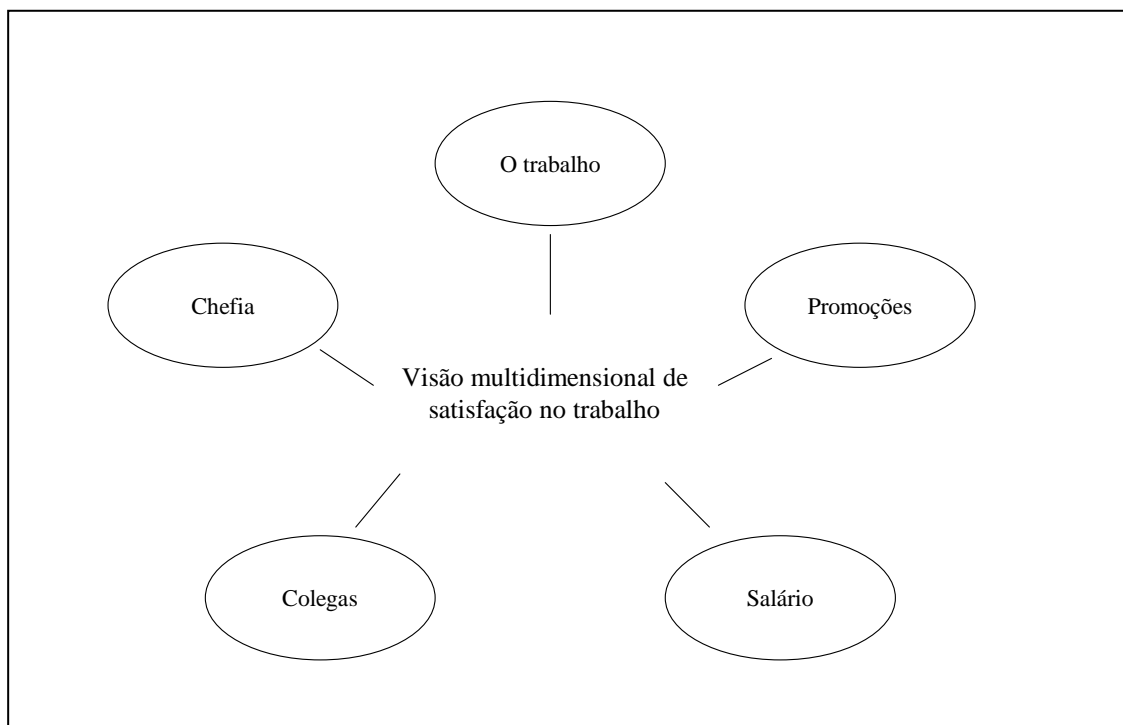 O trabalho
Chefia
Promoções
Visão multidimensional de
satisfação no trabalho
Colegas
Salário